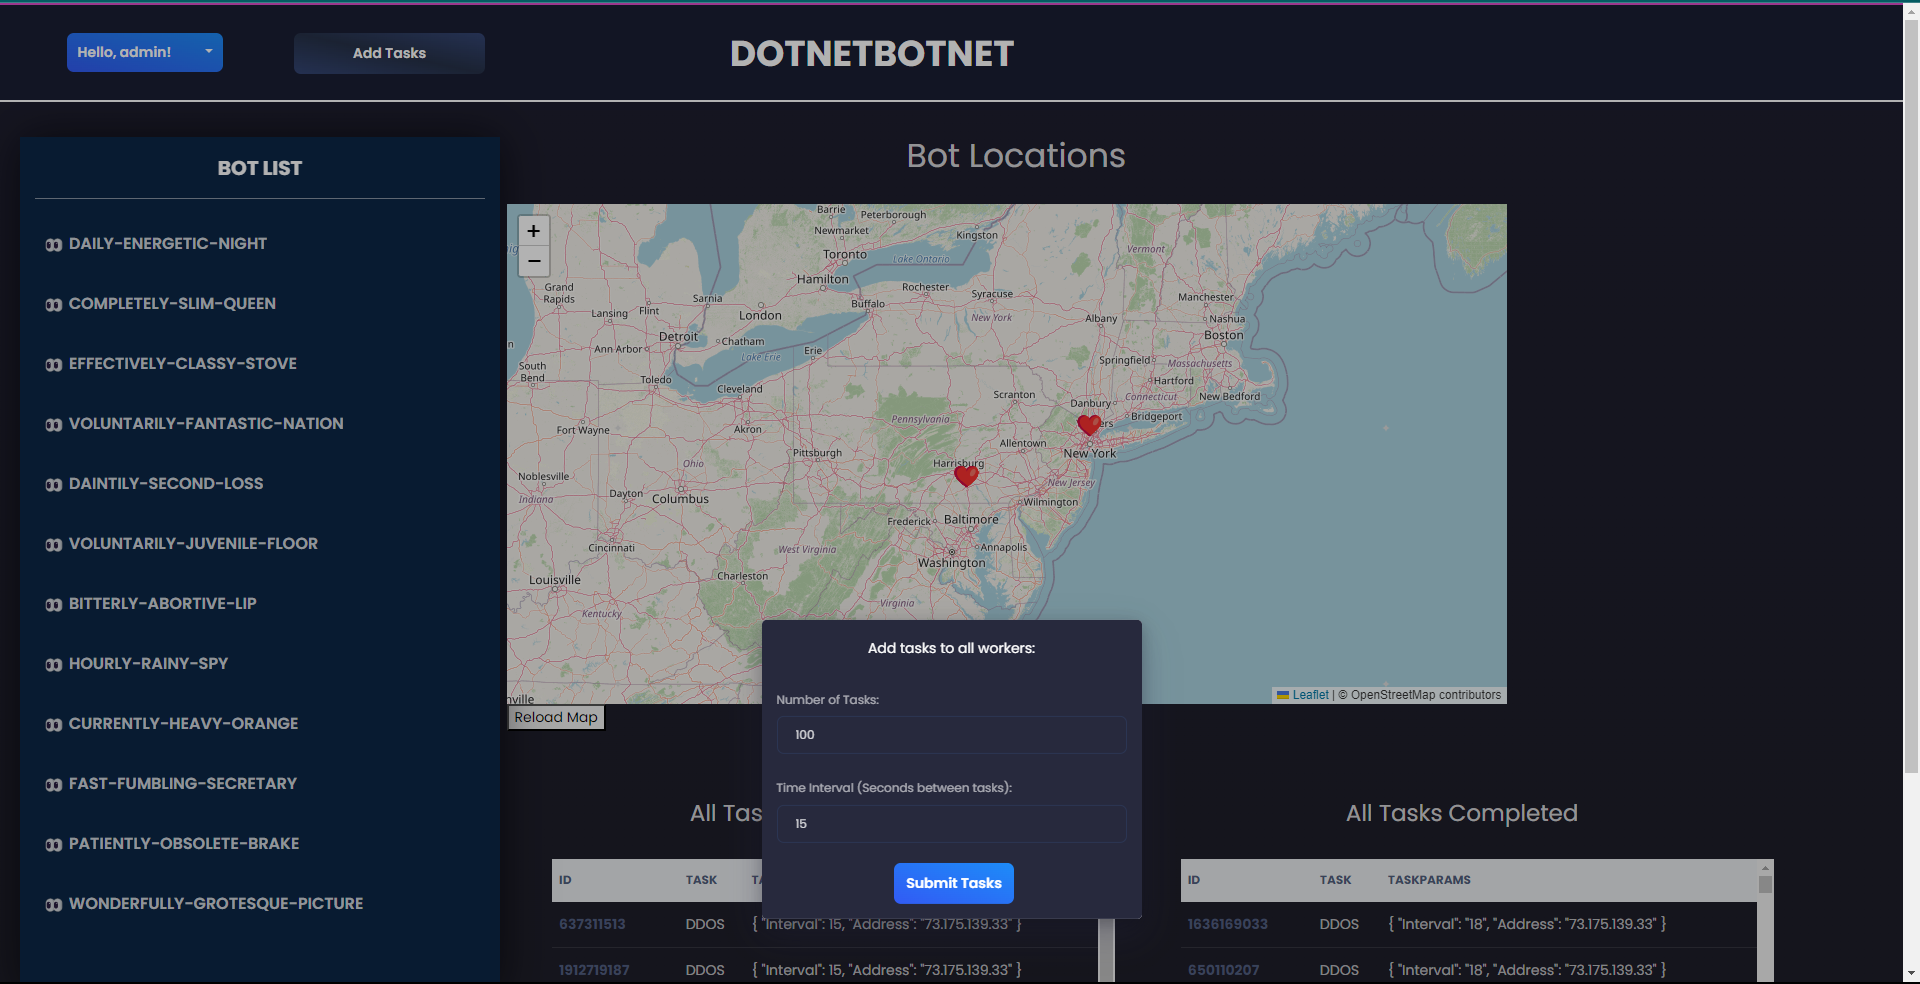 Hello, admin!
Add Tasks
DOTNETBOTNET
BOT LIST
DAILY-ENERGETIC-NIGHT
COMPLETELY-SLIM-QUEEN
EFFECTIVELY-CLASSY-STOVE
VOLUNTARILY-FANTASTIC-NATION
DAINTILY-SECOND-LOSS
VOLUNTARILY-JUVENILE-FLOOR
BITTERLY-ABORTIVE-LIP
HOURLY-RAINY-SPY
CURRENTLY-HEAVY-ORANGE
FAST-FUMBLING-SECRETARY
PATIENTLY-OBSOLETE-BRAKE
WONDERFULLY-GROTESQUE-PICTURE
Bot Locations
+
−
Barrie
Peterborough
Newmarket
Kingston
Toronto
Vermont
Lake Ontario
Hamilton
Grand
Rapids
Sarnia
Rochester
Syracuse
Manchester
Buffalo
Lansing
Flint
London
New York
Albany
Nashua
Detroit
Chatham
Boston
Ann Arbor
Lake Erie
Erie
Springfield
Massachusetts
South
Bend
Toledo
Cleveland
Hartford
Scranton
Connecticut
New Bedford
Danbury
Bridgeport
Pennsylvania
ers
Fort Wayne
Akron
Allentown
New York
Pittsburgh
Ohio
Harrisburg
Noblesville
New Jersey
Indiana
Dayton
Columbus
Wilmington
Frederick
Baltimore
Cincinnati
West Virginia
Annapolis
Washington
Louisville
Charleston
Kentucky
Virginia
nville
Leaflet | © OpenStreetMap contributors
Reload Map
Add tasks to all workers:
Number of Tasks:
100
Time Interval (Seconds between tasks):
15
Submit Tasks
All Tas
ID TASK TA
637311513 DDOS { "Interval": 15, "Address": "73.175.139.33" }
1912719187 DDOS { "Interval": 15, "Address": "73.175.139.33" }
All Tasks Completed
ID TASK TASKPARAMS
1636169033 DDOS { "Interval": "18", "Address": "73.175.139.33" }
650110207 DDOS { "Interval": "18", "Address": "73.175.139.33" }